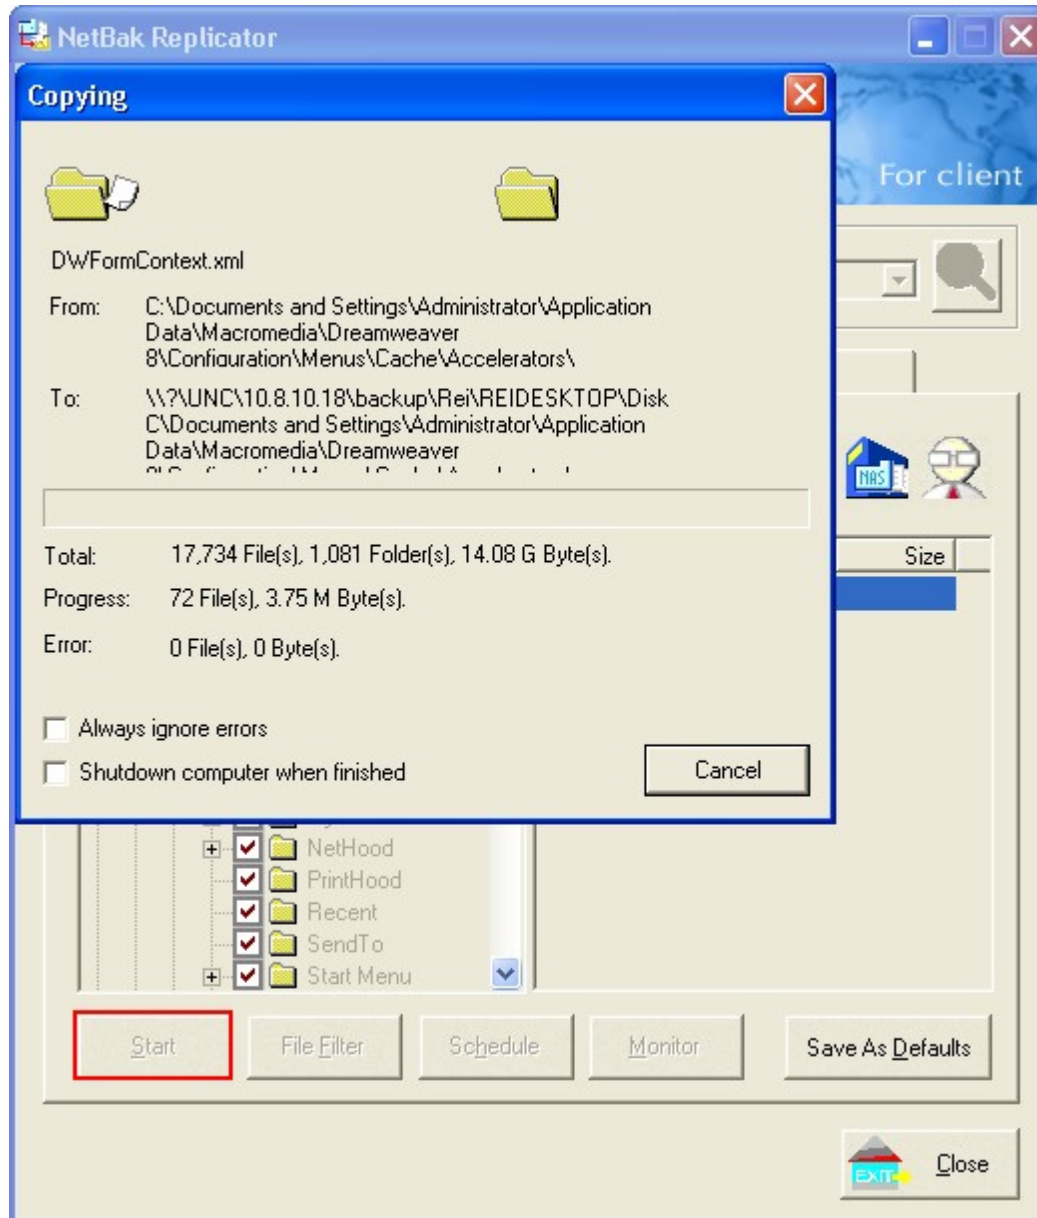 NetBak Replicator
Copying
For client
DWFormContext.xml
From: C:\Documents and Settings\Administrator\Application
Data\Macromedia\Dreamweaver
8\Configuration\Menus\Cache\Accelerators\
To: \\?\UNC\10.8.10.18\backup\Rei\REIDESKTOP\Disk
C\Documents and Settings\Administrator\Application
Data\Macromedia\Dreamweaver
NAS
Size
Total: 17,734 File(s), 1,081 Folder(s), 14.08 G Byte(s).
Progress: 72 File(s), 3.75 M Byte(s).
Error: 0 File(s), 0 Byte(s).
Always ignore errors
Shutdown computer when finished
Cancel
NetHood
PrintHood
Recent
SendTo
Start Menu
Start File Filter Schedule Monitor Save As Defaults
EXIT Close